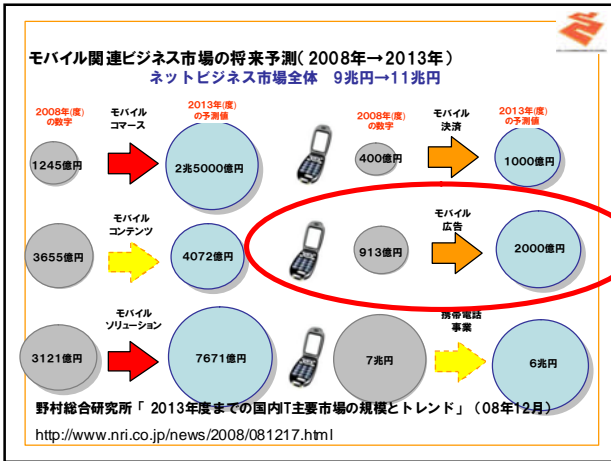 モバイル関連ビジネス市場の将来予測(2008年→2013年)
ネットビジネス市場全体 9兆円→11兆円
2008年(度)
の数字
モバイル
コマース
2013年(度)
の予測値
1245億円
2兆5000億円
2008年(度)
の数字
モバイル
決済
2013年(度)
の予測値
400億円
1000億円
モバイル
コンテンツ
3655億円
4072億円
モバイル
広告
913億円
2000億円
モバイル
ソリューション
3121億円
7671億円
携帯電話
事業
7兆円
6兆円
野村総合研究所「 2013年度までの国内IT主要市場の規模とトレンド」(08年12月)
http://www.nri.co.jp/news/2008/081217.html